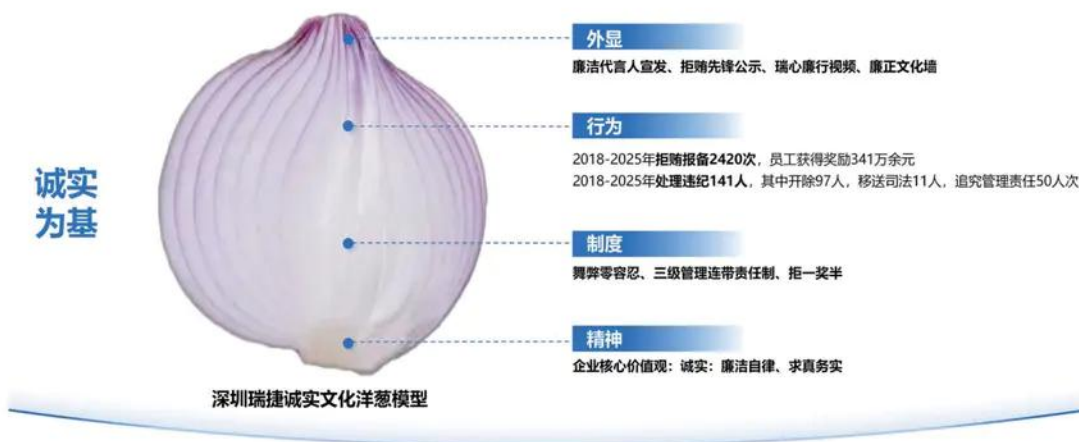 诚实
为基
外显
廉洁代言人宣发、拒贿先锋公示、瑞心廉行视频、廉正文化墙
行为
2018-2025年拒贿报备2420次，员工获得奖励341万余元
2018-2025年处理违纪141人，其中开除97人，移送司法11人，追究管理责任50人次
制度
舞弊零容忍、三级管理连带责任制、拒一奖半
精神
企业核心价值观：诚实：廉洁自律、求真务实
深圳瑞捷诚实文化洋葱模型